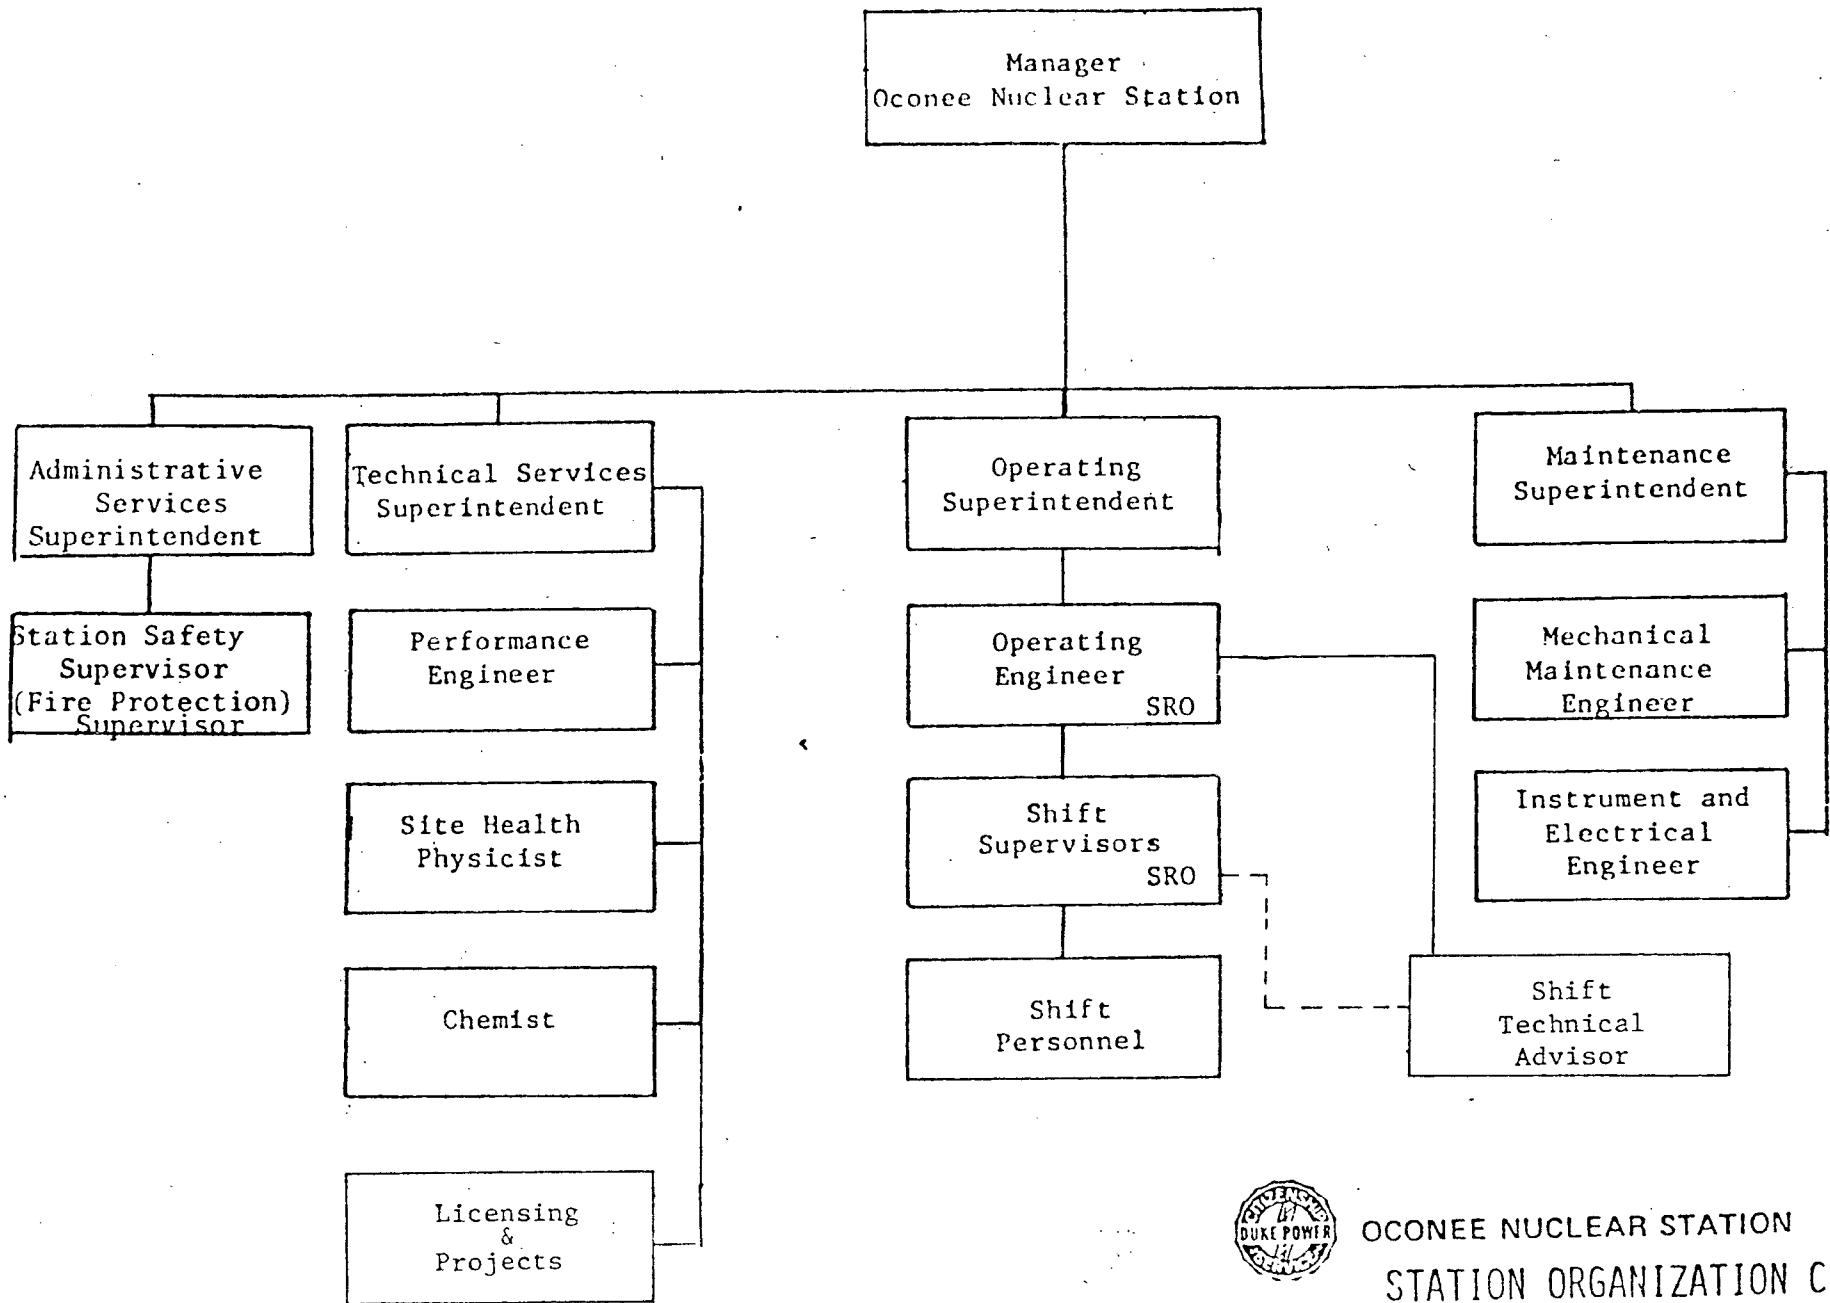 Manager
Oconee Nuclear Station
Administrative
Services
Superintendent
Station Safety
Supervisor
(Fire Protection)
Supervisor
Technical Services
Superintendent
Performance
Engineer
Site Health
Physicist
Chemist
Licensing
&
Projects
Operating
Superintendent
Operating
Engineer
SRO
Shift
Supervisors
SRO
Shift
Personnel
Maintenance
Superintendent
Mechanical
Maintenance
Engineer
Instrument and
Electrical
Engineer
Shift
Technical
Advisor
CITIZENSHIP
DUKE POWER
SERVICE
OCONEE NUCLEAR STATION
STATION ORGANIZATION C